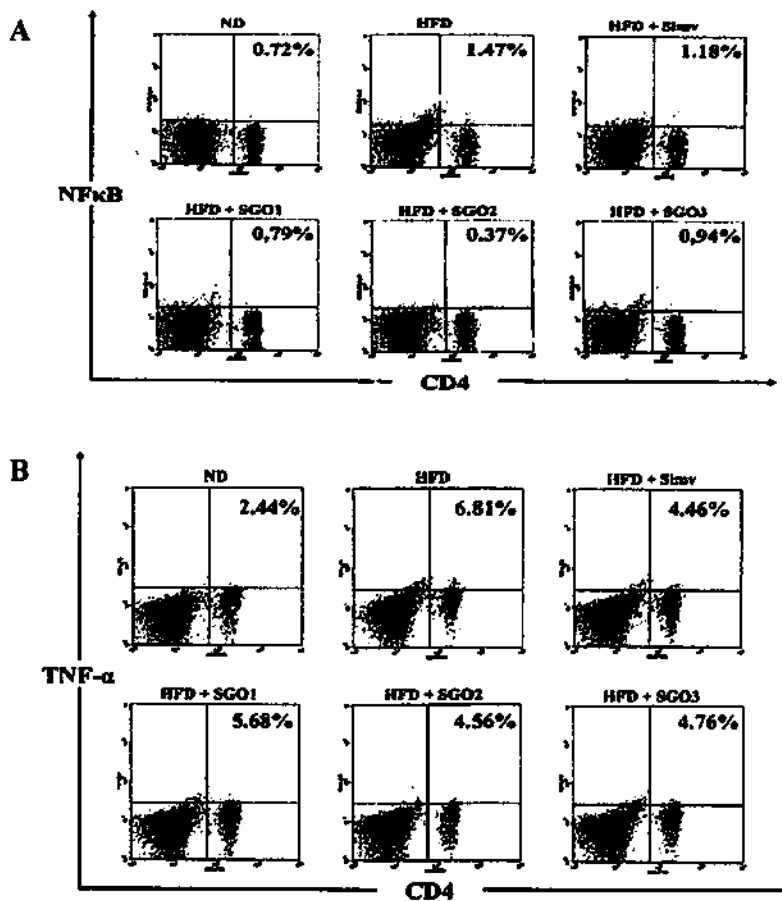 A
ND HFD HFD + Simv
0.72% 1.47% 1.18%
NFκB
HFD + SGO1 HFD + SGO2 HFD + SGO3
0,79% 0.37% 0,94%
CD4
B
ND HFD HFD + Simv
2.44% 6.81% 4.46%
TNF-α
HFD + SGO1 HFD + SGO2 HFD + SGO3
5.68% 4.56% 4.76%
CD4